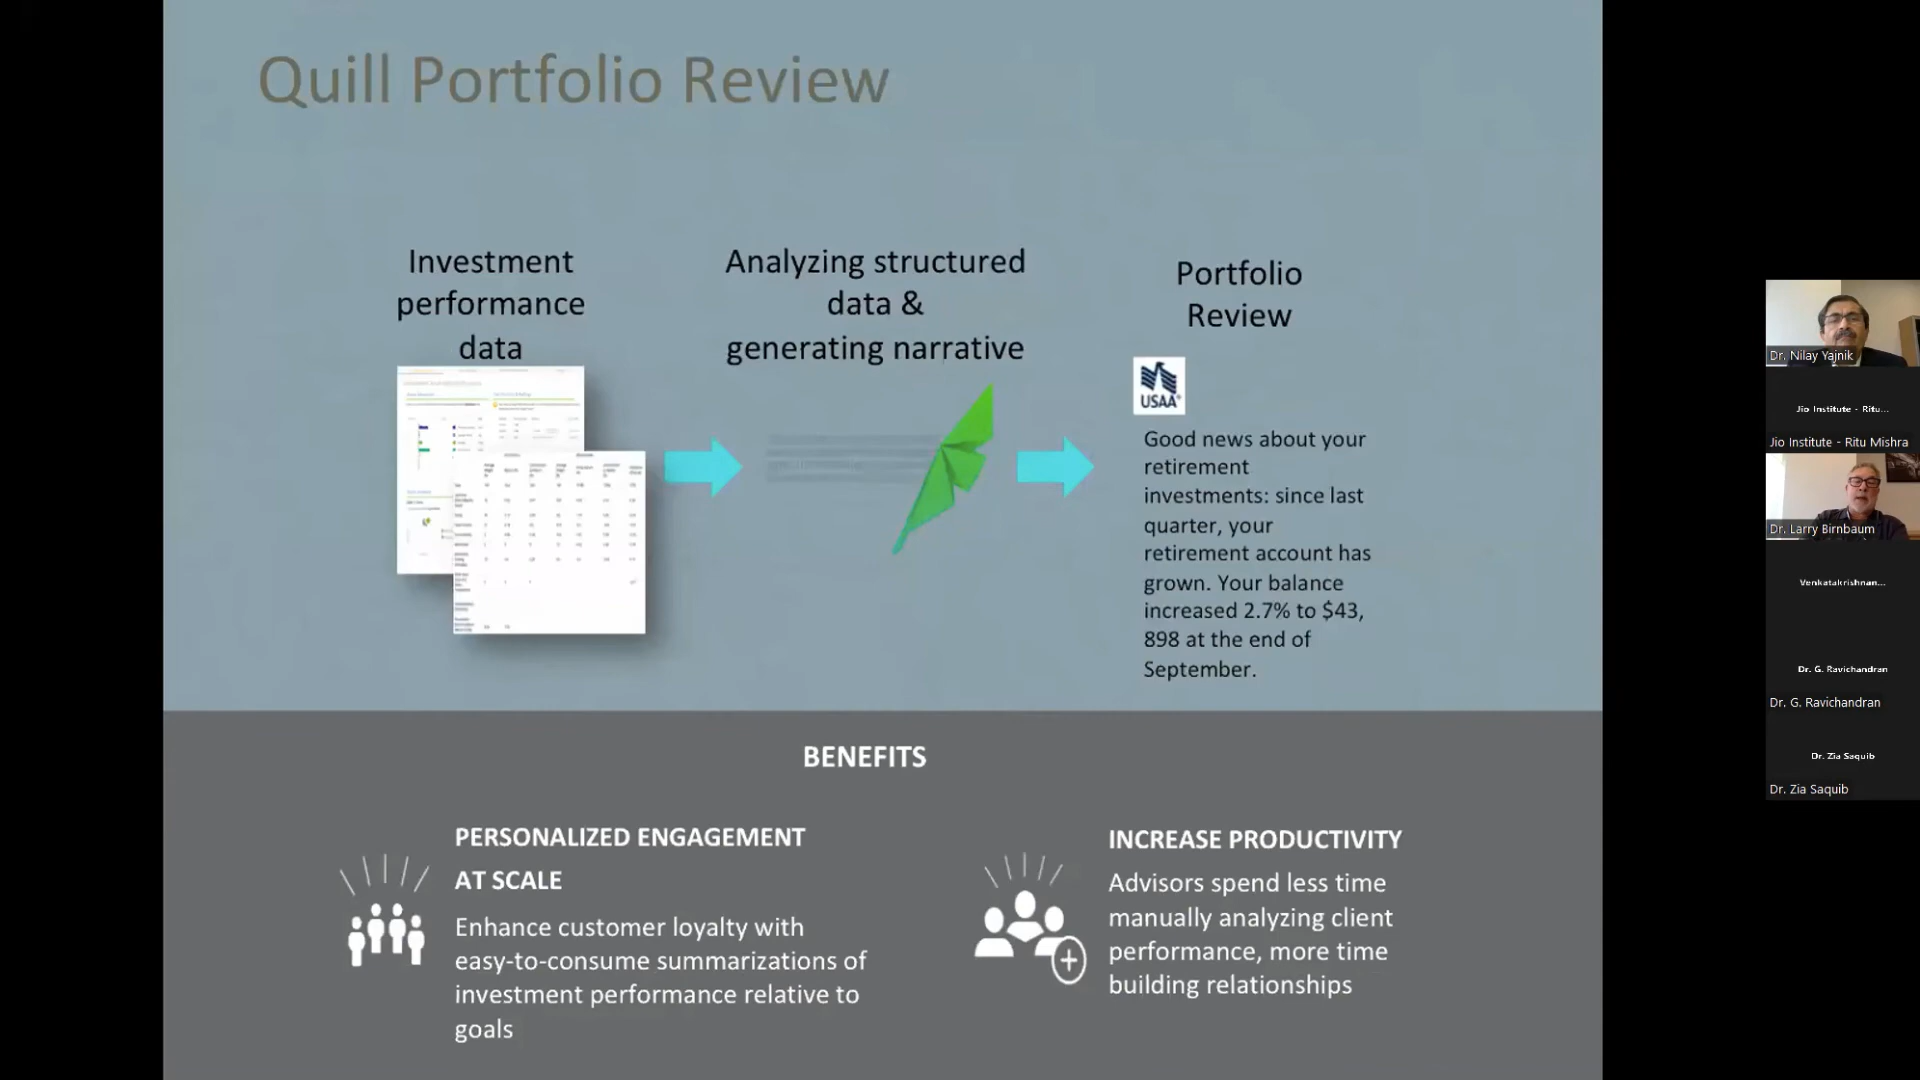 Quill Portfolio Review
Investment
performance
data
Analyzing structured
data &
generating narrative
Portfolio
Review
USAA
Good news about your
retirement
investments: since last
quarter, your
retirement account has
grown. Your balance
increased 2.7% to $43,
898 at the end of
September.
BENEFITS
PERSONALIZED ENGAGEMENT
AT SCALE
Enhance customer loyalty with
easy-to-consume summarizations of
investment performance relative to
goals
INCREASE PRODUCTIVITY
Advisors spend less time
manually analyzing client
performance, more time
building relationships
Dr. Nilay Yajnik
Jio Institute - Ritu...
Jio Institute - Ritu Mishra
Dr. Larry Birnbaum
Venkatakrishnan...
Dr. G. Ravichandran
Dr. G. Ravichandran
Dr. Zia Saquib
Dr. Zia Saquib